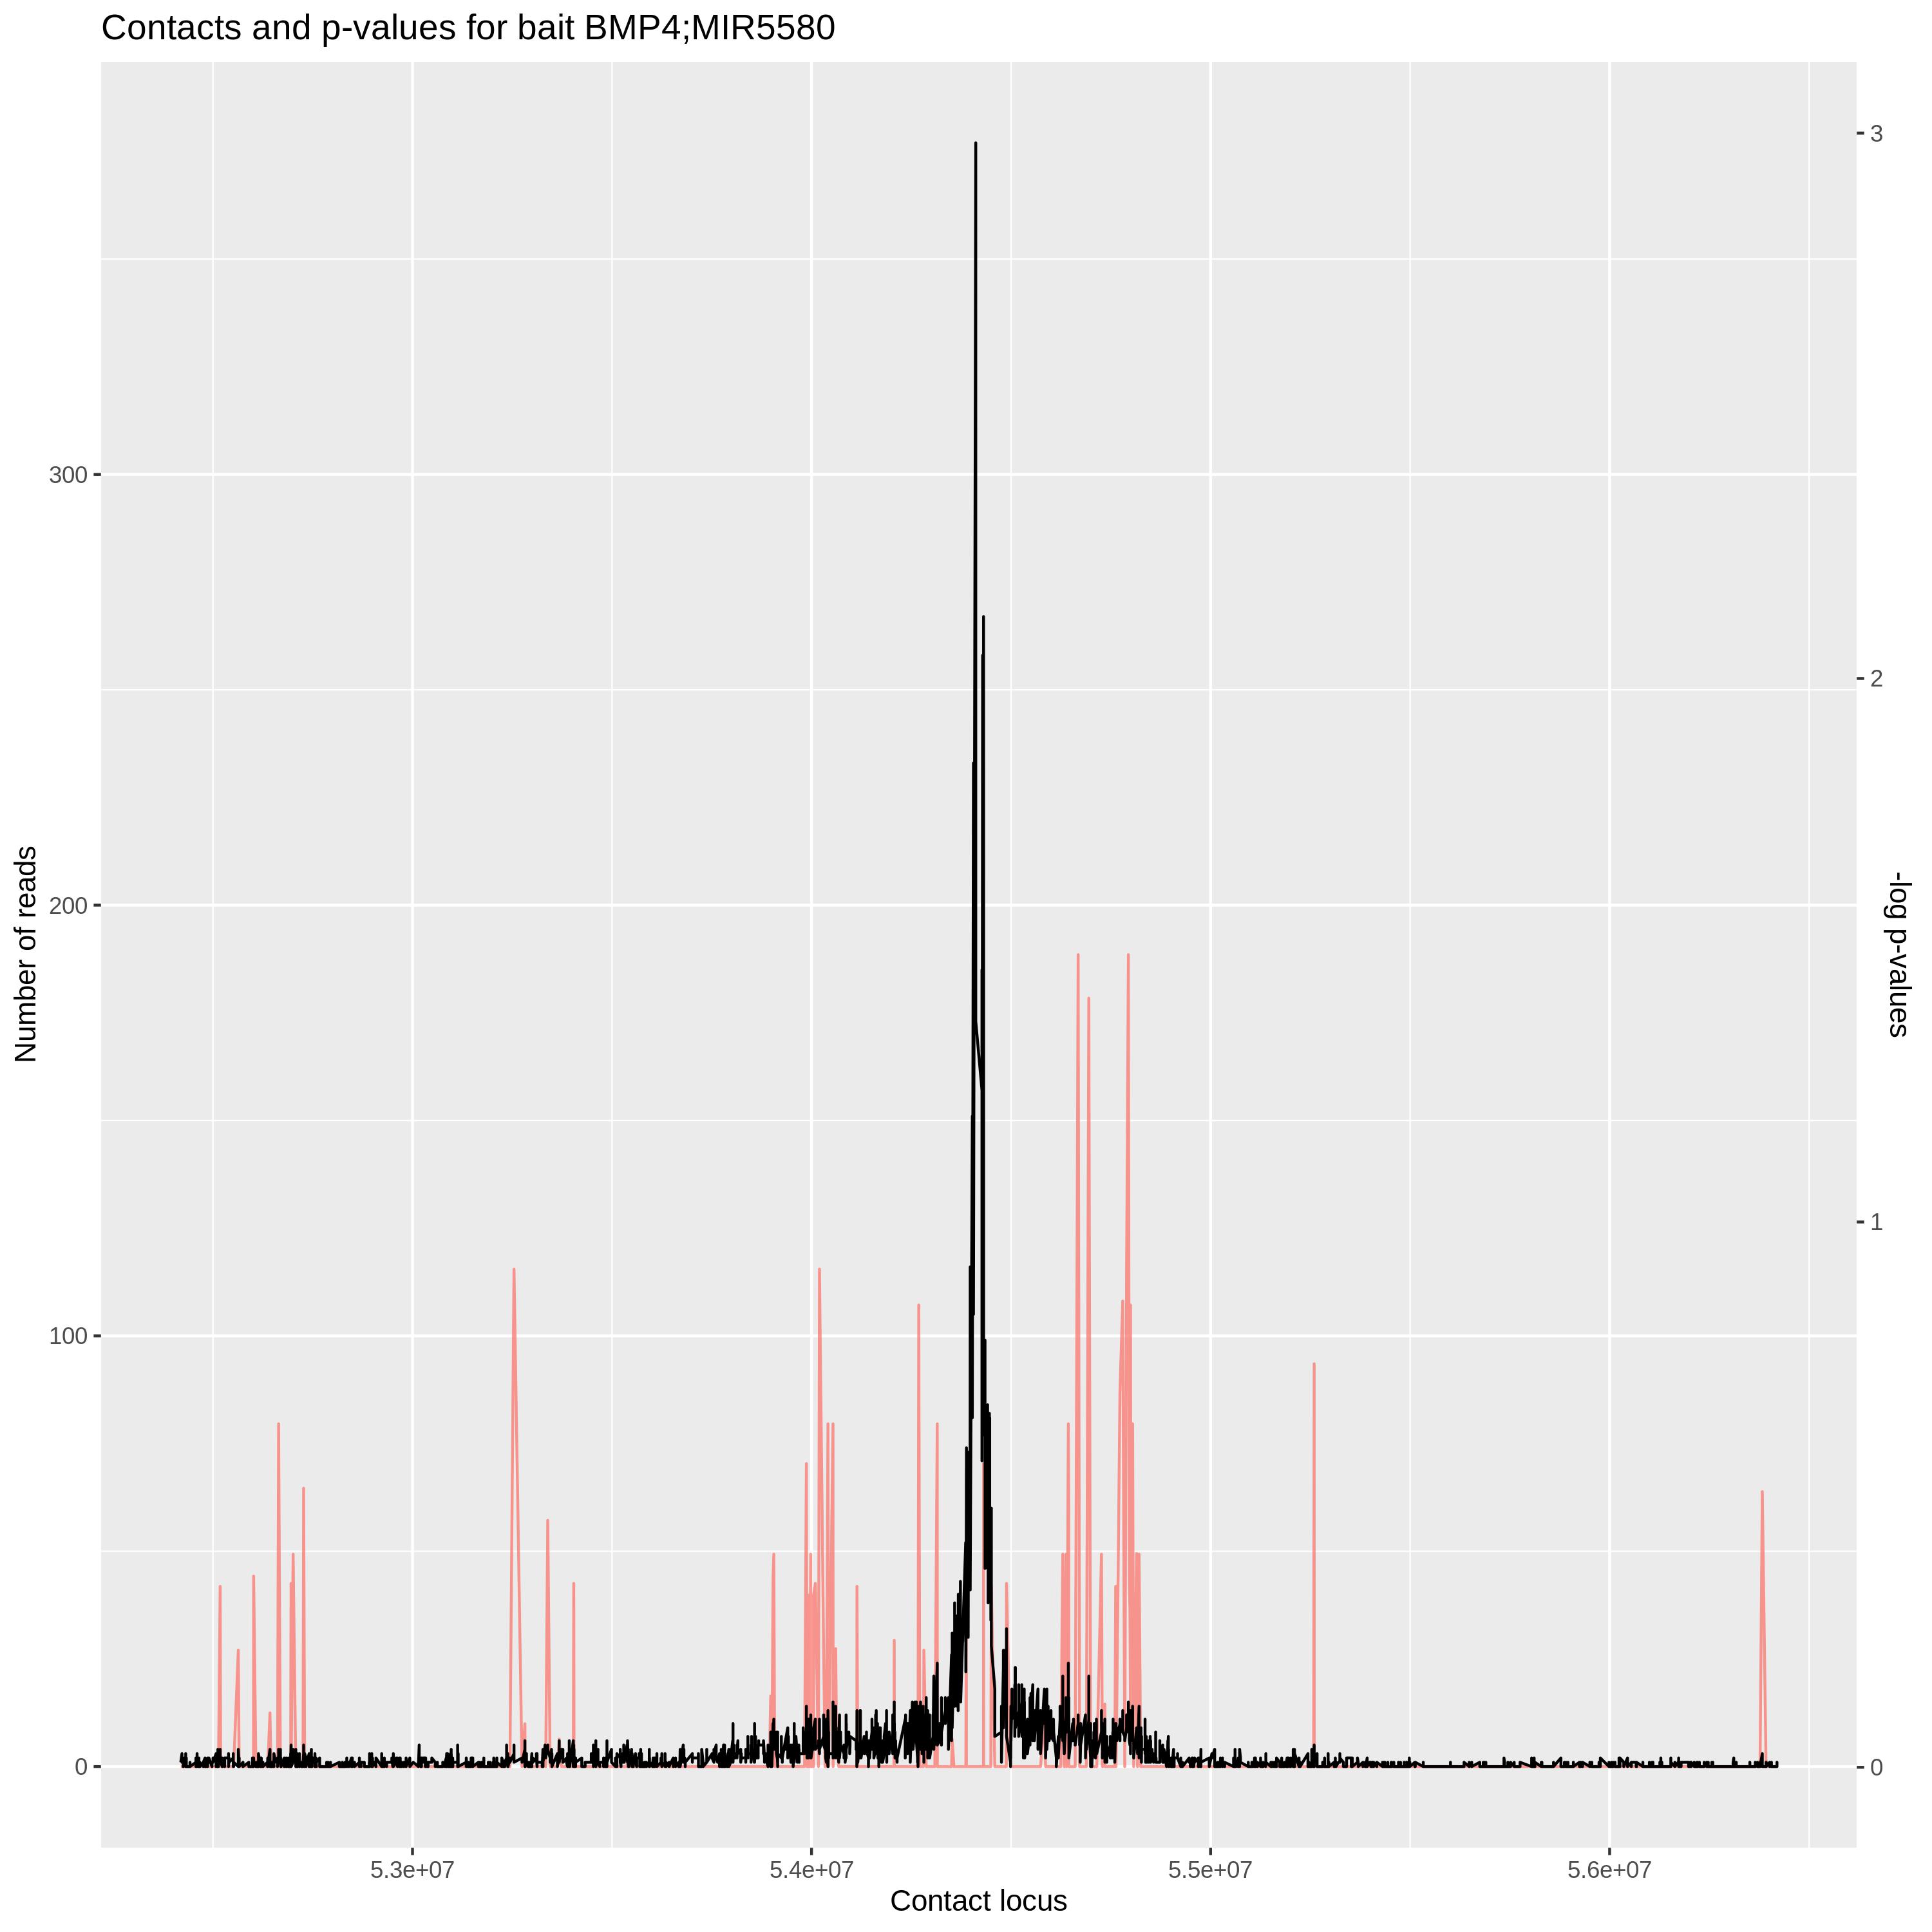 Contacts and p-values for bait BMP4;MIR5580
Number of reads
300
200
100
0
3
2
1
0
-log p-values
5.3e+07
5.4e+07
5.5e+07
5.6e+07
Contact locus